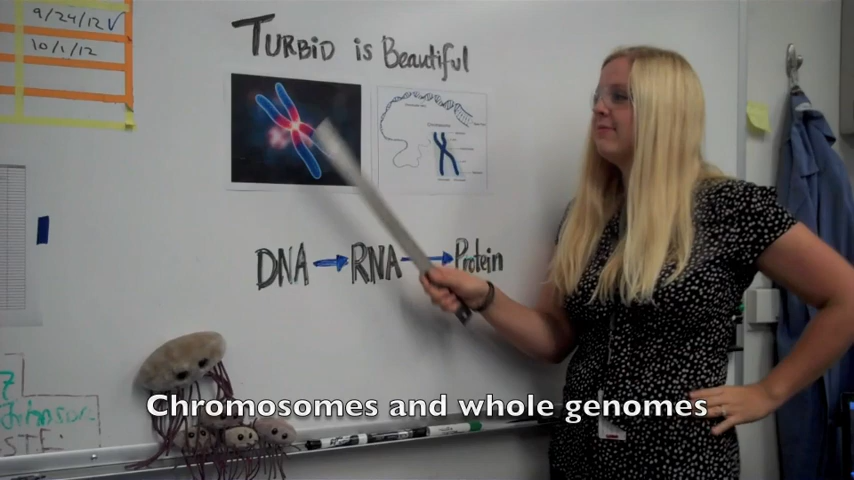 9/24/12
10/1/12
TURBID is Beautiful
DNA → RNA → Protein
Chromosomes and whole genomes